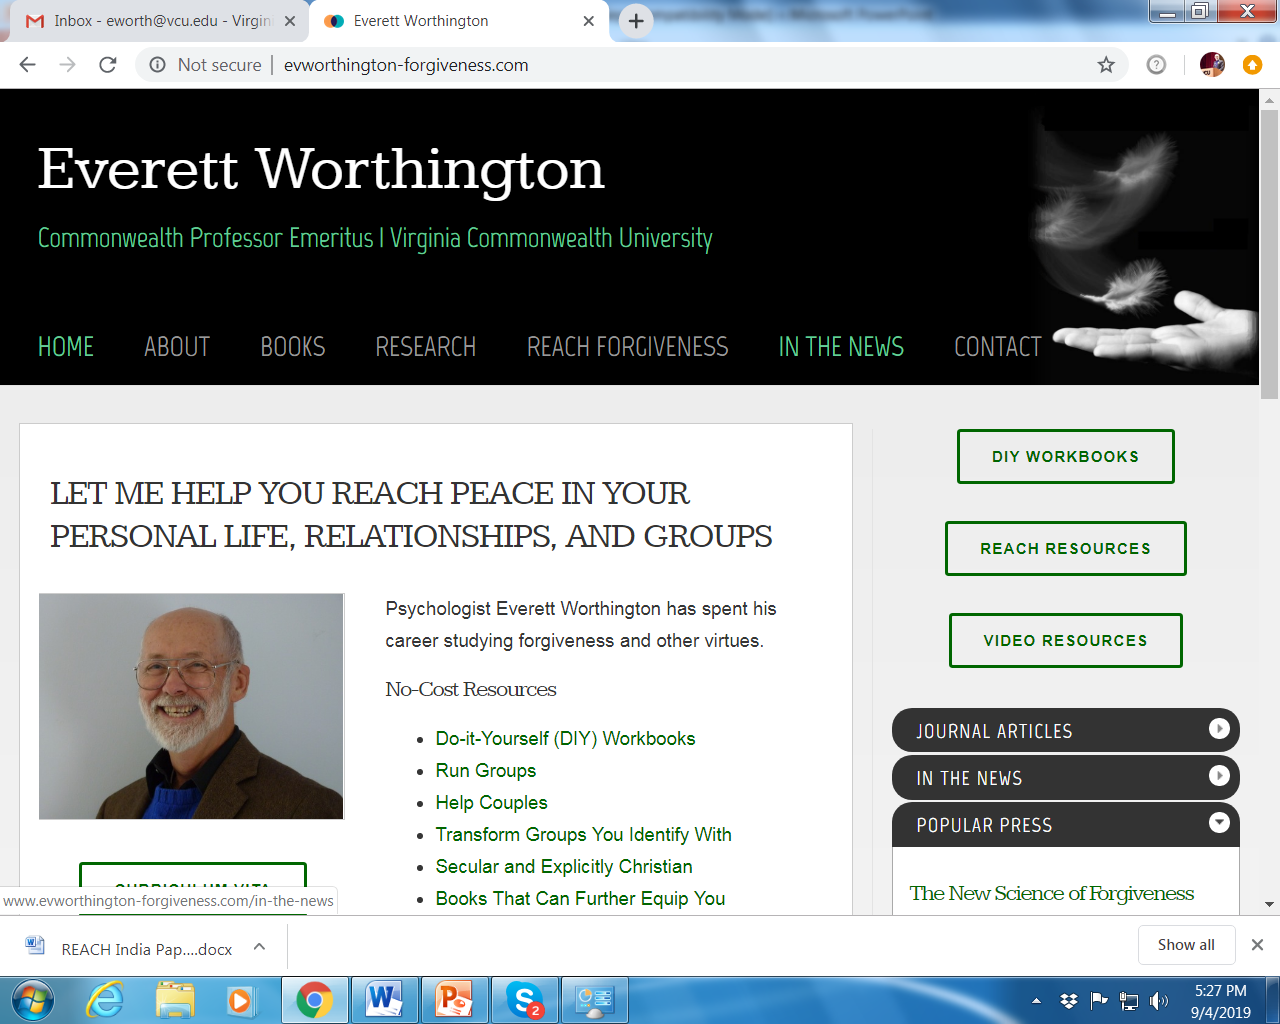 Inbox - eworth@vcu.edu - Virgini
Everett Worthington
Not secure | evworthington-forgiveness.com
Everett Worthington
Commonwealth Professor Emeritus | Virginia Commonwealth University
HOME ABOUT BOOKS RESEARCH REACH FORGIVENESS IN THE NEWS CONTACT
LET ME HELP YOU REACH PEACE IN YOUR
PERSONAL LIFE, RELATIONSHIPS, AND GROUPS
Psychologist Everett Worthington has spent his
career studying forgiveness and other virtues.
No-Cost Resources
Do-it-Yourself (DIY) Workbooks
Run Groups
Help Couples
Transform Groups You Identify With
Secular and Explicitly Christian
Books That Can Further Equip You
CURRICULUM VITA
DIY WORKBOOKS
REACH RESOURCES
VIDEO RESOURCES
JOURNAL ARTICLES
IN THE NEWS
POPULAR PRESS
The New Science of Forgiveness
www.evworthington-forgiveness.com/in-the-news
REACH India Pap....docx
Show all
2
5:27 PM
9/4/2019